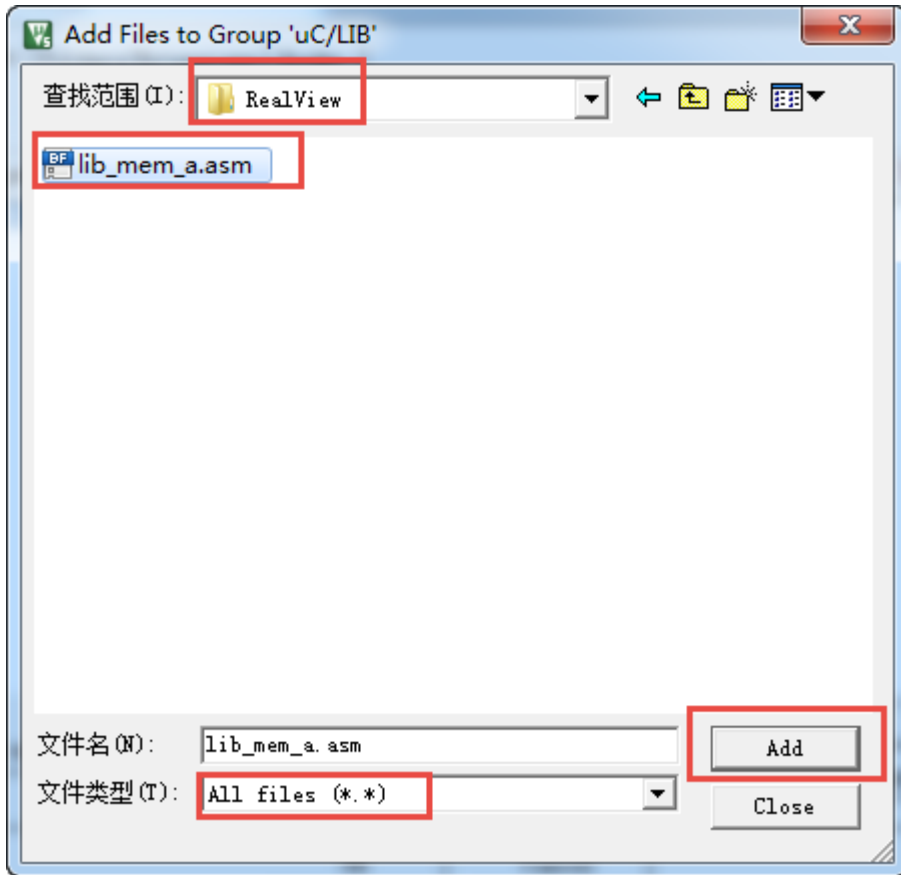 Add Files to Group 'uC/LIB'
查找范围(I): RealView
lib_mem_a.asm
文件名(N): lib_mem_a.asm Add
文件类型(T): All files (*.*) Close